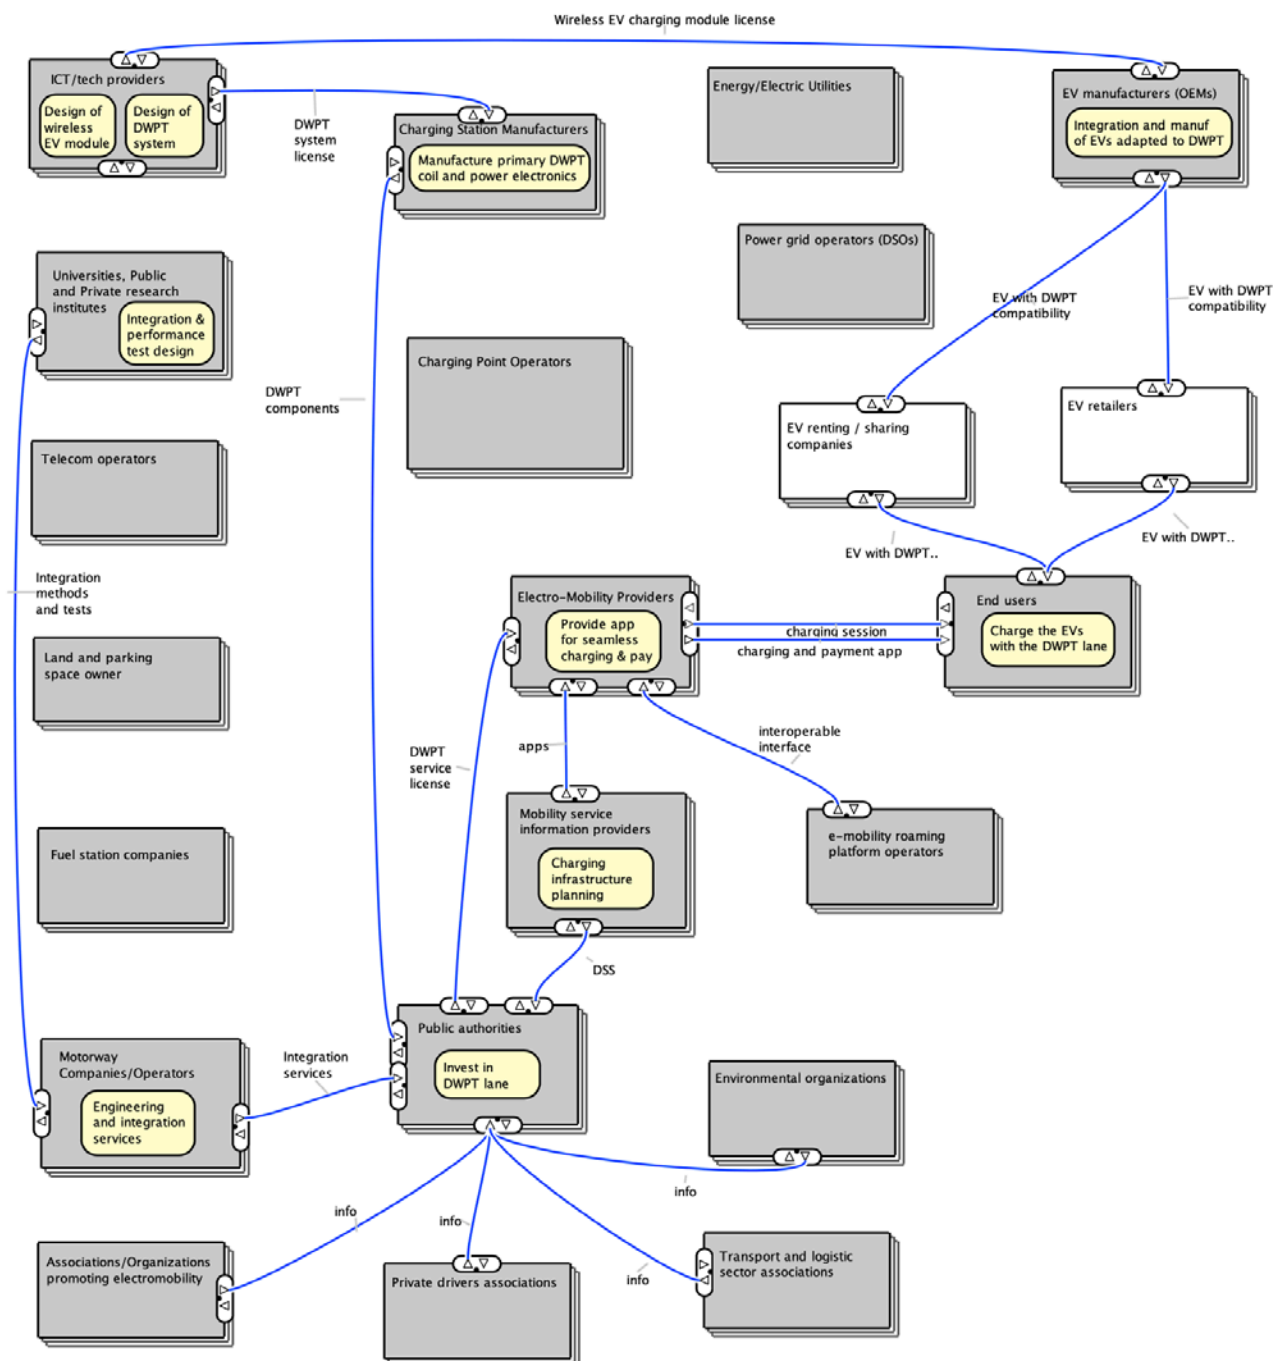 Wireless EV charging module license
ICT/tech providers
Design of
wireless
EV module
Design of
DWPT
system
DWPT
system
license
Charging Station Manufacturers
Manufacture primary DWPT
coil and power electronics
Energy/Electric Utilities
EV manufacturers (OEMs)
Integration and manuf
of EVs adapted to DWPT
Power grid operators (DSOs)
Universities, Public
and Private research
institutes
Integration &
performance
test design
EV with DWPT
compatibility
EV with DWPT
compatibility
Charging Point Operators
DWPT
components
EV renting / sharing
companies
EV retailers
Telecom operators
EV with DWPT..
EV with DWPT..
Integration
methods
and tests
Electro-Mobility Providers
Provide app
for seamless
charging & pay
charging session
charging and payment app
End users
Charge the EVs
with the DWPT lane
Land and parking
space owner
DWPT
service
license
apps
interoperable
interface
Mobility service
information providers
Charging
infrastructure
planning
e-mobility roaming
platform operators
Fuel station companies
DSS
Public authorities
Invest in
DWPT lane
Motorway
Companies/Operators
Engineering
and integration
services
Integration
services
Environmental organizations
info
info
info
info
Associations/Organizations
promoting electromobility
Private drivers associations
Transport and logistic
sector associations